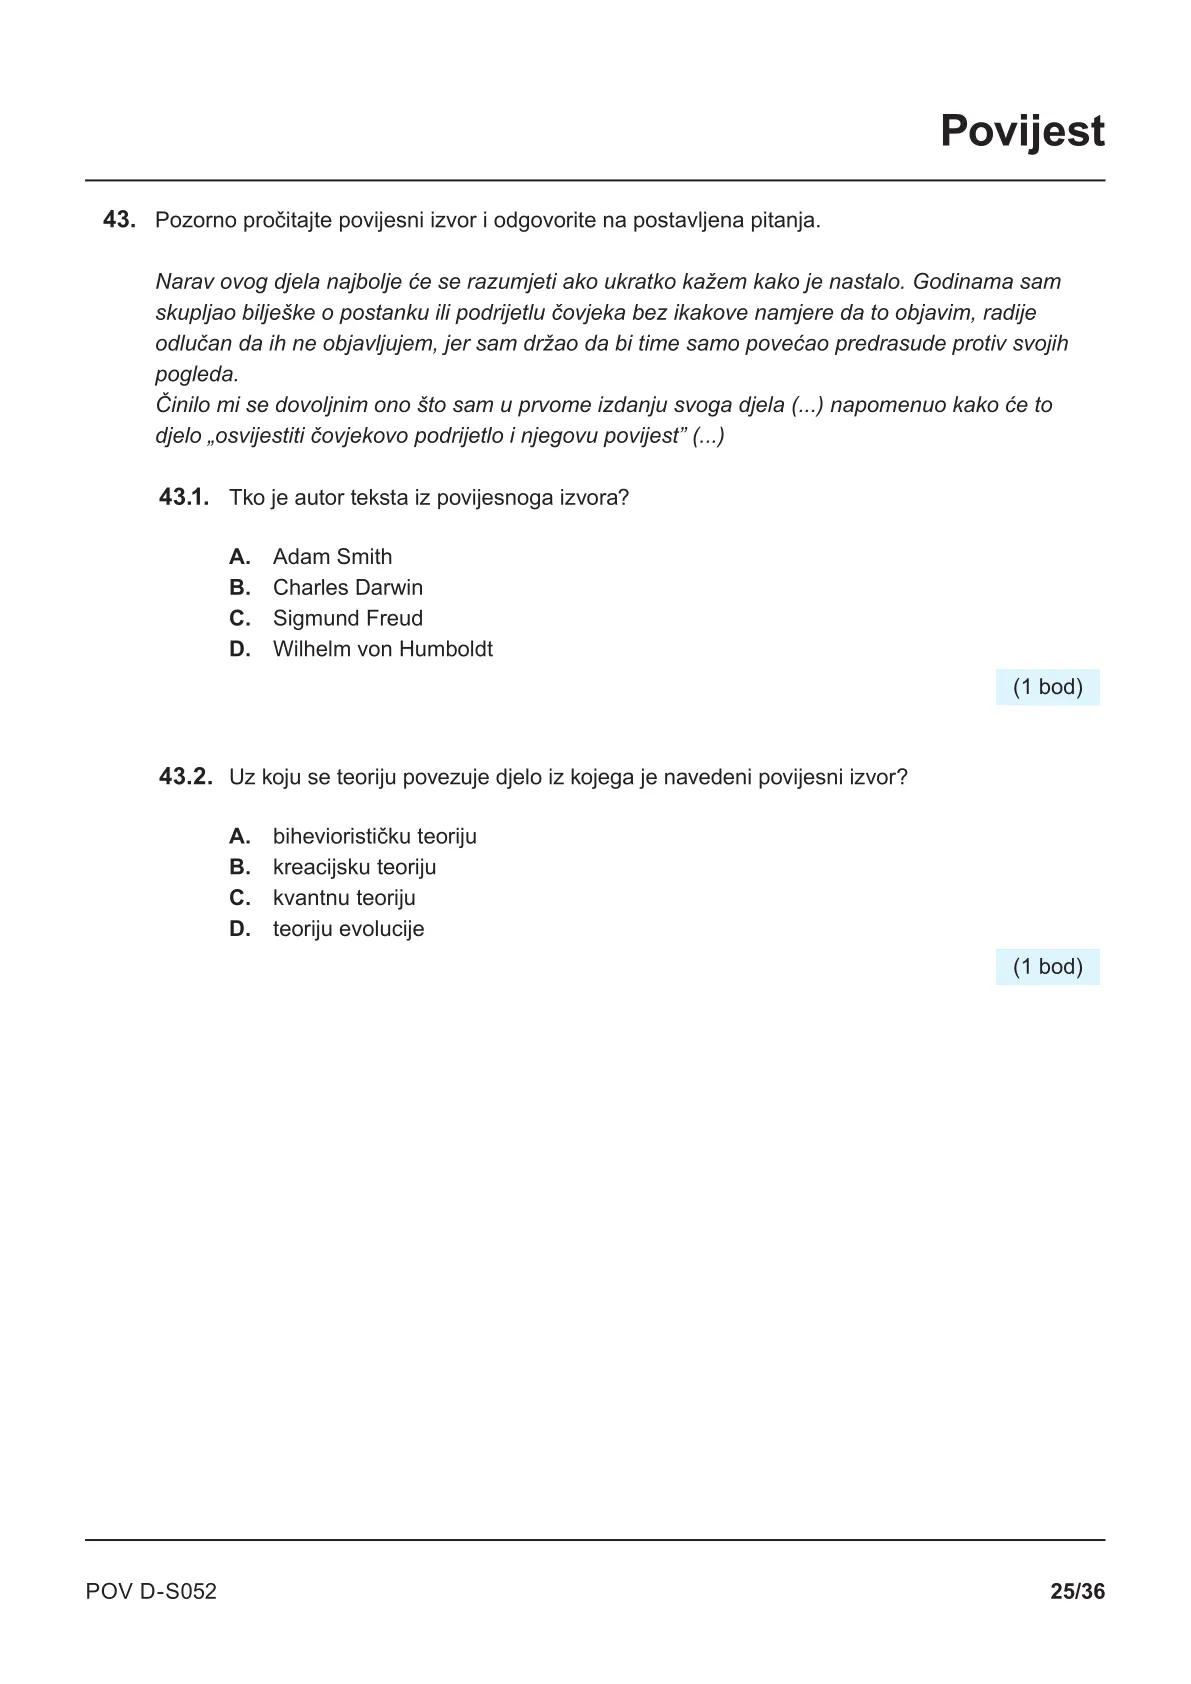 Povijest
43. Pozorno pročitajte povijesni izvor i odgovorite na postavljena pitanja.
Narav ovog djela najbolje će se razumjeti ako ukratko kažem kako je nastalo. Godinama sam
skupljao bilješke o postanku ili podrijetlu čovjeka bez ikakove namjere da to objavim, radije
odlučan da ih ne objavljujem, jer sam držao da bi time samo povećao predrasude protiv svojih
pogleda.
Činilo mi se dovoljnim ono što sam u prvome izdanju svoga djela (...) napomenuo kako će to
djelo „osvijestiti čovjekovo podrijetlo i njegovu povijest” (...)
43.1. Tko je autor teksta iz povijesnoga izvora?
A. Adam Smith
B. Charles Darwin
C. Sigmund Freud
D. Wilhelm von Humboldt
(1 bod)
43.2. Uz koju se teoriju povezuje djelo iz kojega je navedeni povijesni izvor?
A. biheviorističku teoriju
B. kreacijsku teoriju
C. kvantnu teoriju
D. teoriju evolucije
(1 bod)
POV D-S052
25/36